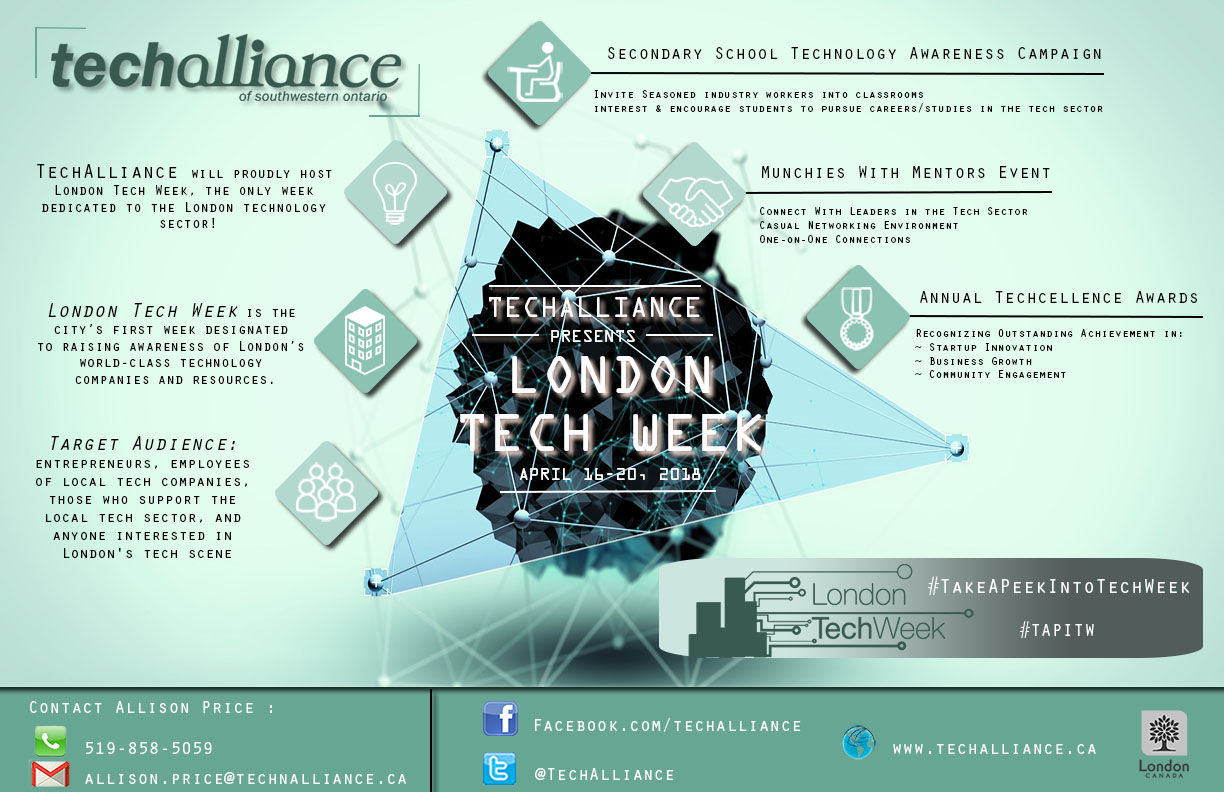 techalliance
of southwestern ontario
TechAlliance will proudly host
London Tech Week, the only week
dedicated to the London technology
sector!
London Tech Week is the
city's first week designated
to raising awareness of London's
world-class technology
companies and resources.
Target Audience:
entrepreneurs, employees
of local tech companies,
those who support the
local tech sector, and
anyone interested in
London's tech scene
Secondary School Technology Awareness Campaign
Invite Seasoned industry workers into classrooms
interest & encourage students to pursue careers/studies in the tech sector
Munchies With Mentors Event
Connect With Leaders in the Tech Sector
Casual Networking Environment
One-on-One Connections
Annual Techcellence Awards
Recognizing Outstanding Achievement in:
~ Startup Innovation
~ Business Growth
~ Community Engagement
TECHALLIANCE
PRESENTS
LONDON
TECH WEEK
APRIL 16-20, 2018
London
TechWeek
#TakeAPeekIntoTechWeek
#TAPITW
Contact Allison Price :
519-858-5059
allison.price@technalliance.ca
Facebook.com/techalliance
@TechAlliance
www.techalliance.ca
London
CANADA